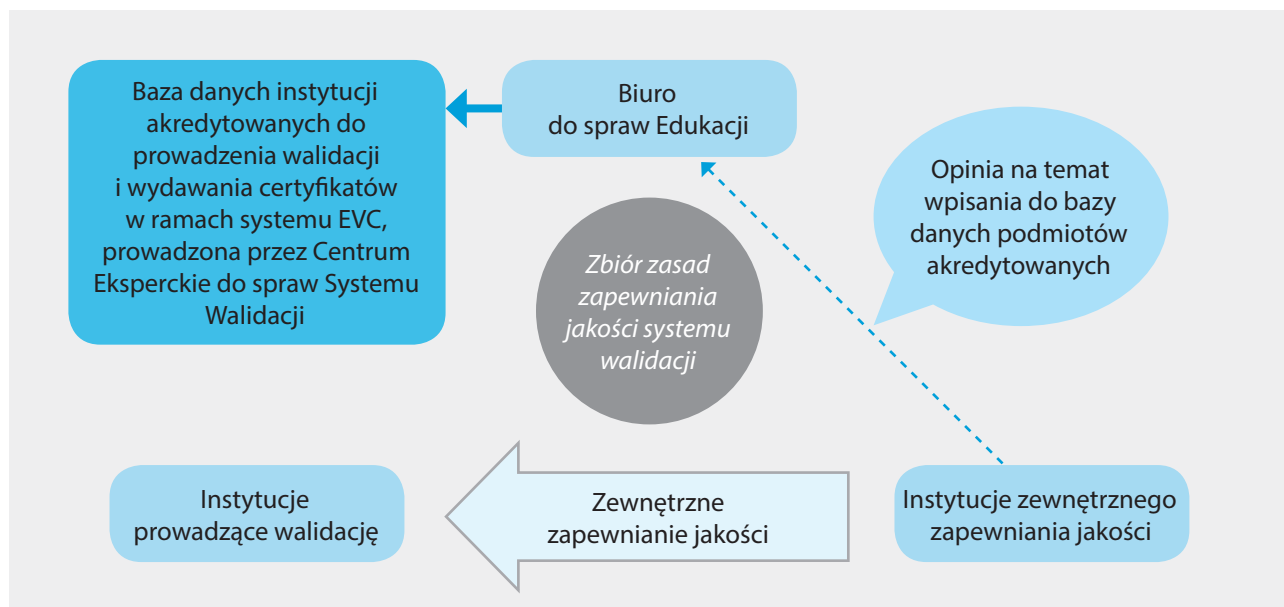 Baza danych instytucji
akredytowanych do
prowadzenia walidacji
i wydawania certyfikatów
w ramach systemu EVC,
prowadzona przez Centrum
Eksperckie do spraw Systemu
Walidacji
Biuro
do spraw Edukacji
Opinia na temat
wpisania do bazy
danych podmiotów
akredytowanych
Zbiór zasad
zapewniania
jakości systemu
walidacji
Instytucje
prowadzące walidację
Zewnętrzne
zapewnianie jakości
Instytucje zewnętrznego
zapewniania jakości